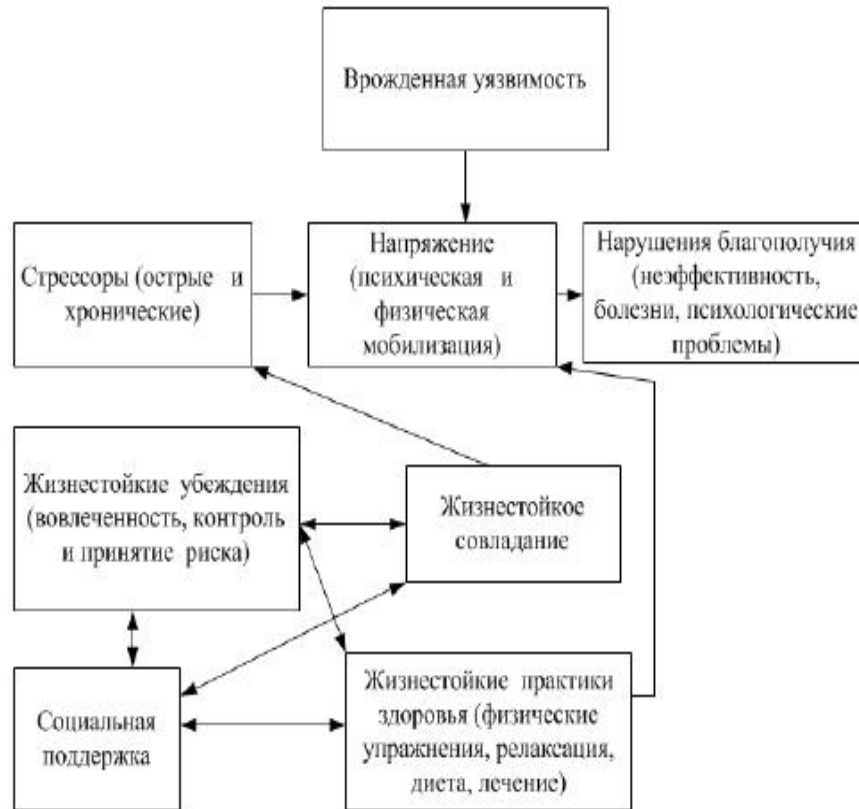 Врожденная уязвимость
Стрессоры (острые и
хронические)
Напряжение
(психическая и
физическая
мобилизация)
Нарушения благополучия
(неэффективность,
болезни, психологические
проблемы)
Жизнестойкие убеждения
(вовлеченность, контроль
и принятие риска)
Жизнестойкое
совладание
Социальная
поддержка
Жизнестойкие практики
здоровья (физические
упражнения, релаксация,
диета, лечение)